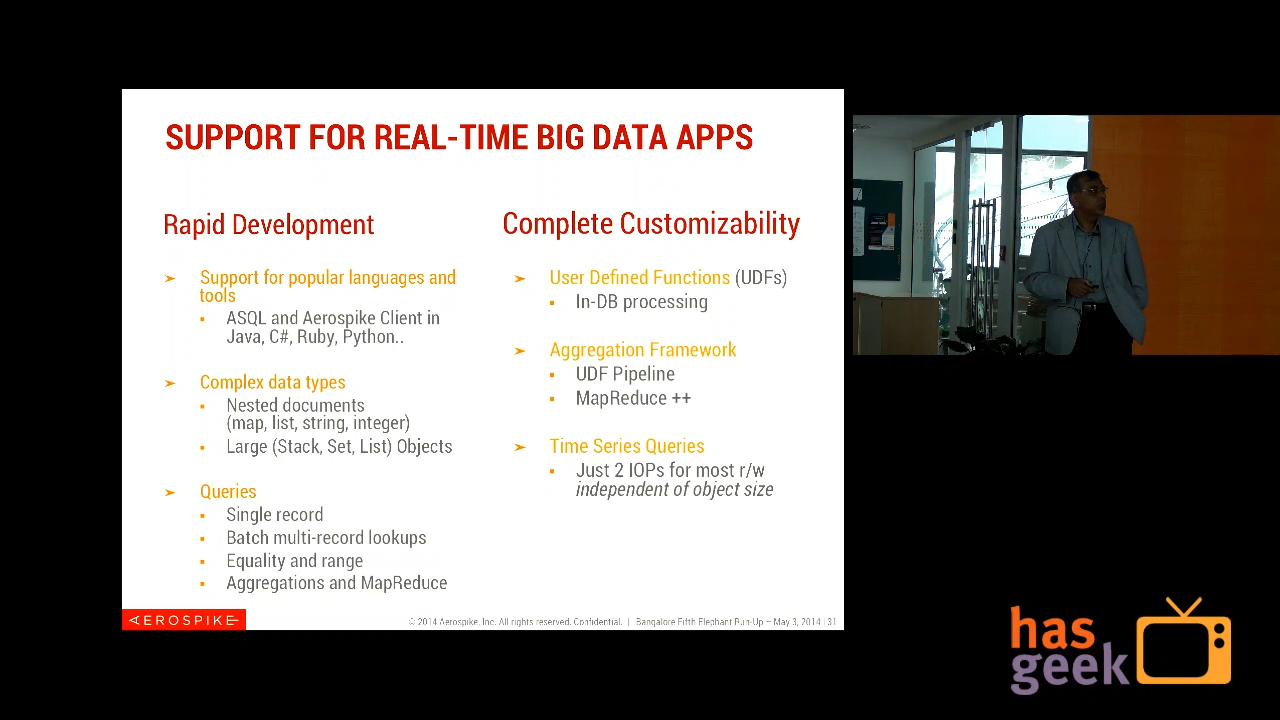 SUPPORT FOR REAL-TIME BIG DATA APPS
Rapid Development
➤ Support for popular languages and
tools
▪ ASQL and Aerospike Client in
Java, C#, Ruby, Python..
➤ Complex data types
▪ Nested documents
(map, list, string, integer)
▪ Large (Stack, Set, List) Objects
➤ Queries
▪ Single record
▪ Batch multi-record lookups
▪ Equality and range
▪ Aggregations and MapReduce
Complete Customizability
➤ User Defined Functions (UDFs)
▪ In-DB processing
➤ Aggregation Framework
▪ UDF Pipeline
▪ MapReduce ++
➤ Time Series Queries
▪ Just 2 IOPs for most r/w
independent of object size
AEROSPIKE
© 2014 Aerospike, Inc. All rights reserved. Confidential. | Bangalore Fifth Elephant Run-Up – May 3, 2014 | 31
has
geek